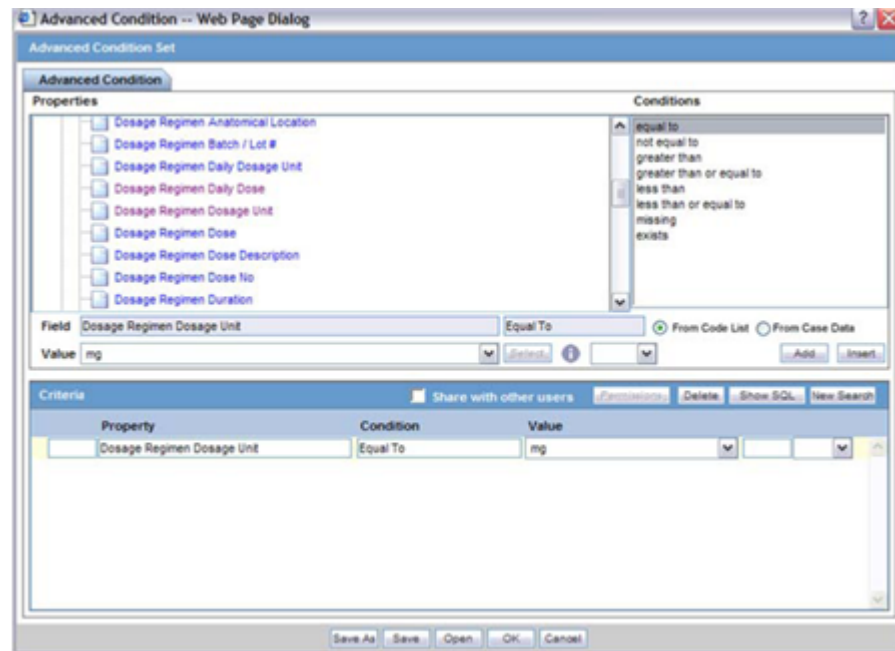 Advanced Condition -- Web Page Dialog
Advanced Condition Set
Advanced Condition
Properties Conditions
Dosage Regimen Anatomical Location
Dosage Regimen Batch / Lot #
Dosage Regimen Daily Dosage Unit
Dosage Regimen Daily Dose
Dosage Regimen Dosage Unit
Dosage Regimen Dose
Dosage Regimen Dose Description
Dosage Regimen Dose No
Dosage Regimen Duration
equal to
not equal to
greater than
greater than or equal to
less than
less than or equal to
missing
exists
Field Dosage Regimen Dosage Unit Equal To From Code List From Case Data
Value mg Select Add Insert
Criteria Share with other users Permissions Delete Show SQL New Search
Property Condition Value
Dosage Regimen Dosage Unit Equal To mg
Save As Save Open OK Cancel